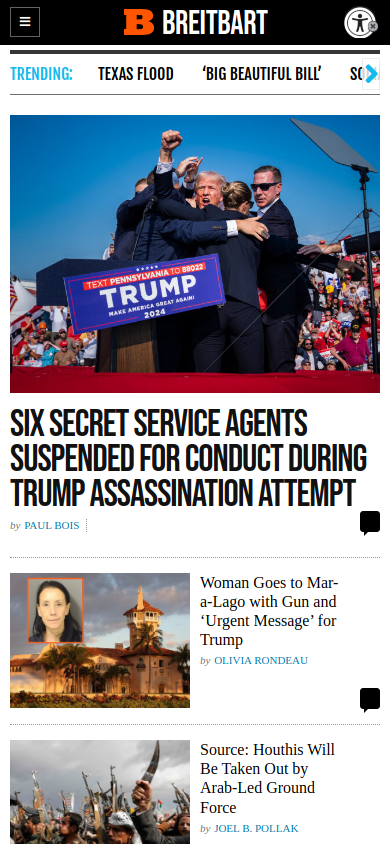 B BREITBART
TRENDING: TEXAS FLOOD ‘BIG BEAUTIFUL BILL’
TEXT PENNSYLVANIA TO 88022
TRUMP
MAKE AMERICA GREAT AGAIN!
2024
SIX SECRET SERVICE AGENTS
SUSPENDED FOR CONDUCT DURING
TRUMP ASSASSINATION ATTEMPT
by PAUL BOIS
Woman Goes to Mar-
a-Lago with Gun and
‘Urgent Message’ for
Trump
by OLIVIA RONDEAU
Source: Houthis Will
Be Taken Out by
Arab-Led Ground
Force
by JOEL B. POLLAK